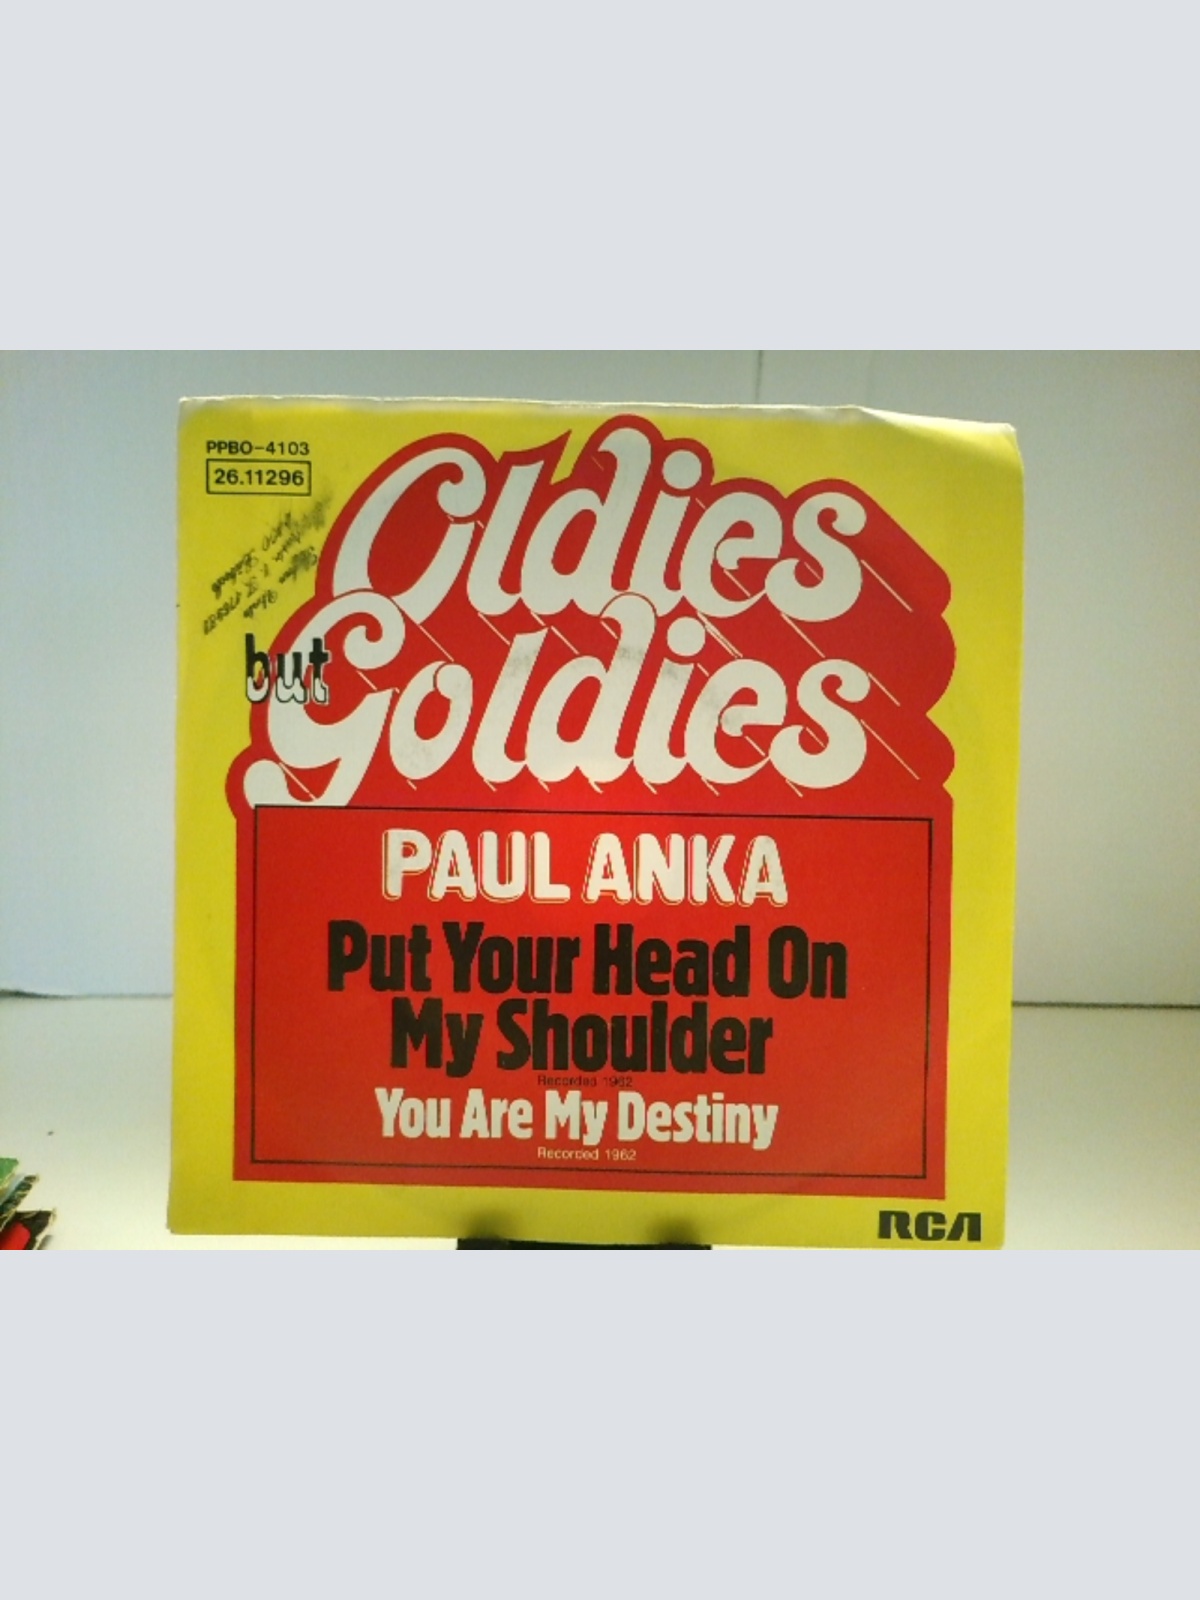 PPBO-4103
26.11296
Oldies
but
Goldies
PAUL ANKA
Put Your Head On
My Shoulder
Recorded 1962
You Are My Destiny
Recorded 1962
RCA